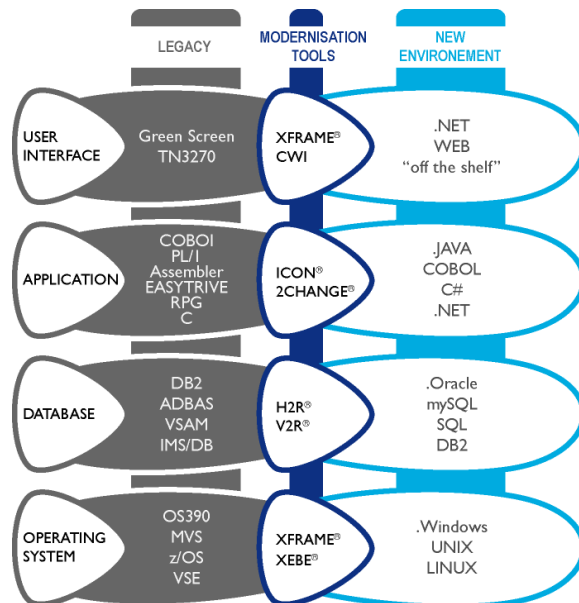 LEGACY
MODERNISATION
TOOLS
NEW
ENVIRONEMENT
USER
INTERFACE
Green Screen
TN3270
XFRAME®
CWI
.NET
WEB
“off the shelf”
APPLICATION
COBOI
PL/I
Assembler
EASYTRIVE
RPG
C
ICON®
2CHANGE®
.JAVA
COBOL
C#
.NET
DATABASE
DB2
ADBAS
VSAM
IMS/DB
H2R®
V2R®
.Oracle
mySQL
SQL
DB2
OPERATING
SYSTEM
OS390
MVS
z/OS
VSE
XFRAME®
XEBE®
.Windows
UNIX
LINUX